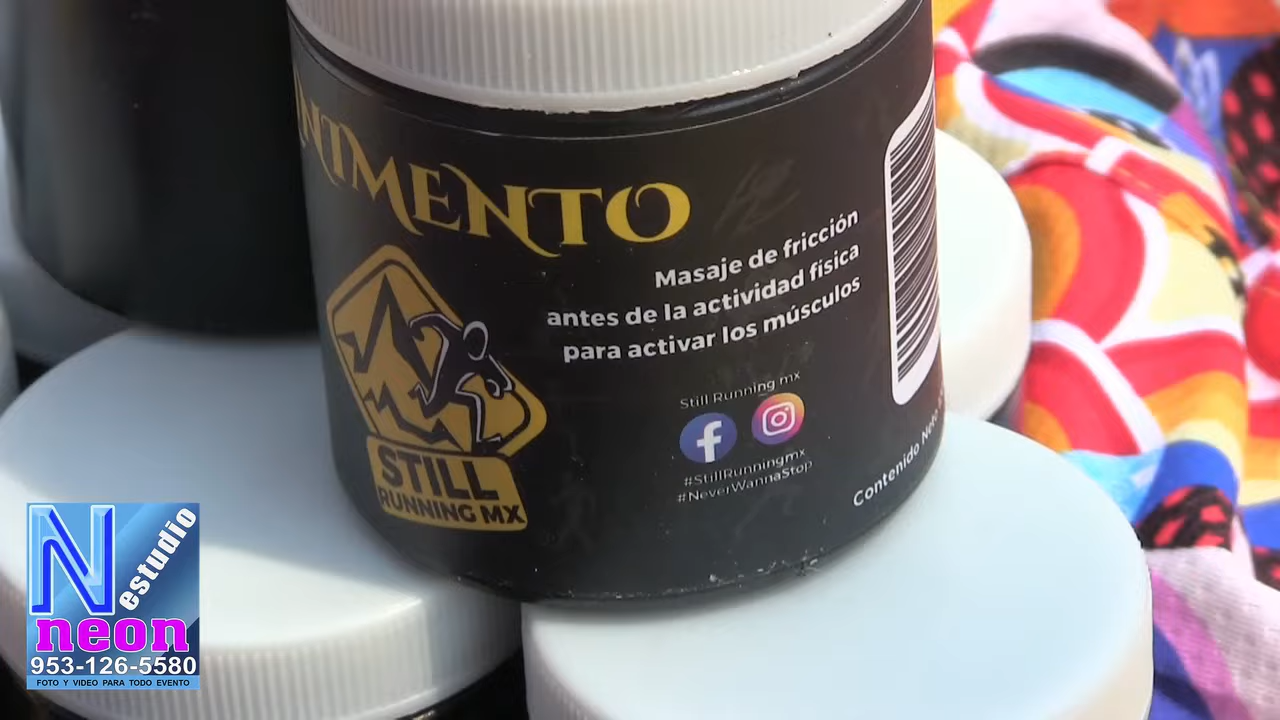 NIMENTO
Masaje de fricción
antes de la actividad física
para activar los músculos
Still Running mx
#StillRunningmx
#NeverWannaStop
Contenido Neto
STILL
RUNNING MX
N estudio
neon
953-126-5580
FOTO Y VIDEO PARA TODO EVENTO